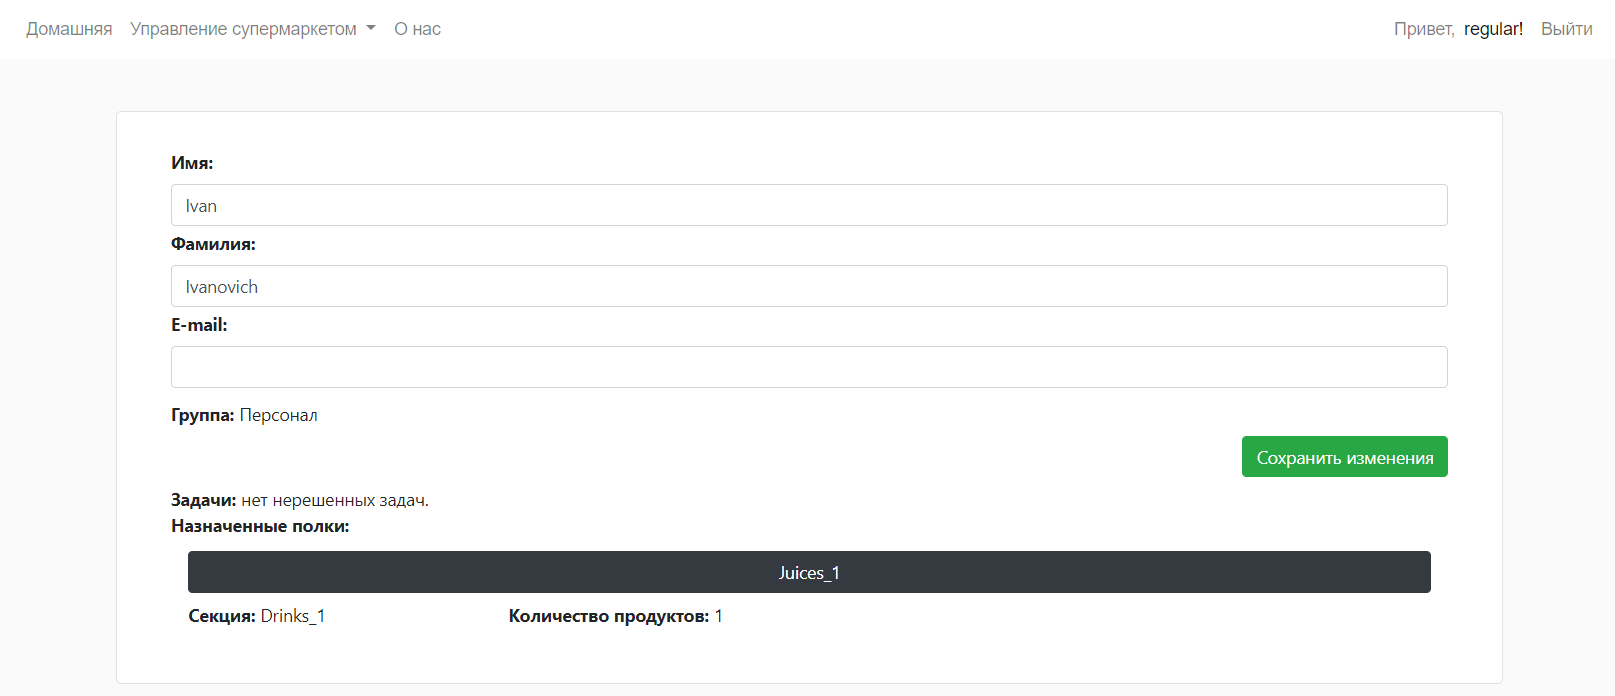 Домашняя Управление супермаркетом О нас Привет, regular! Выйти
Имя:
Ivan
Фамилия:
Ivanovich
E-mail:
Группа: Персонал
Сохранить изменения
Задачи: нет нерешенных задач.
Назначенные полки:
Juices_1
Секция: Drinks_1 Количество продуктов: 1